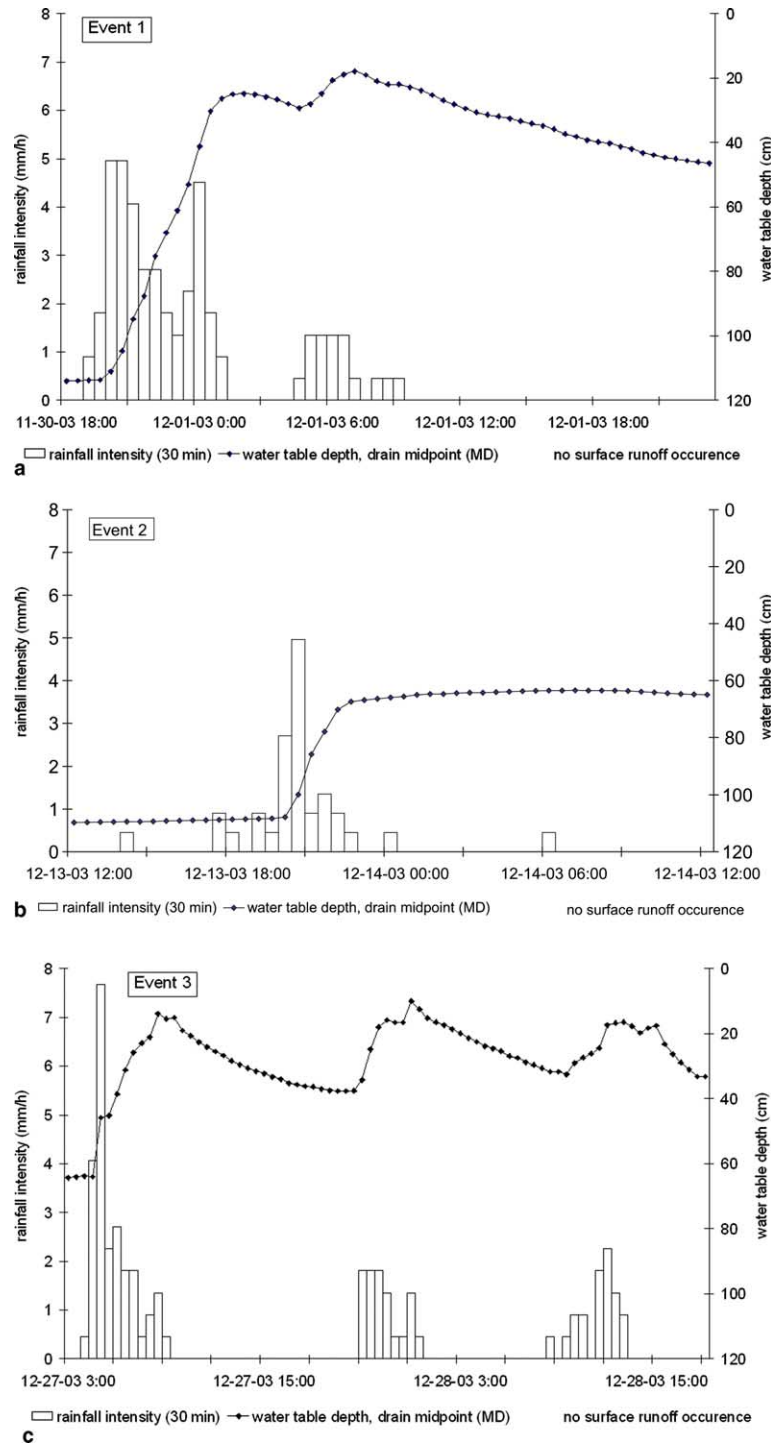 Event 1
rainfall intensity (mm/h)
8
7
6
5
4
3
2
1
0
water table depth (cm)
0
20
40
60
80
100
120
11-30-03 18:00 12-01-03 0:00 12-01-03 6:00 12-01-03 12:00 12-01-03 18:00
rainfall intensity (30 min) water table depth, drain midpoint (MD) no surface runoff occurence
a
Event 2
rainfall intensity (mm/h)
8
7
6
5
4
3
2
1
0
water table depth (cm)
0
20
40
60
80
100
120
12-13-03 12:00 12-13-03 18:00 12-14-03 00:00 12-14-03 06:00 12-14-03 12:00
b rainfall intensity (30 min) water table depth, drain midpoint (MD) no surface runoff occurence
Event 3
rainfall intensity (mm/h)
8
7
6
5
4
3
2
1
0
water table depth (cm)
0
20
40
60
80
100
120
12-27-03 3:00 12-27-03 15:00 12-28-03 3:00 12-28-03 15:00
rainfall intensity (30 min) water table depth, drain midpoint (MD) no surface runoff occurence
c